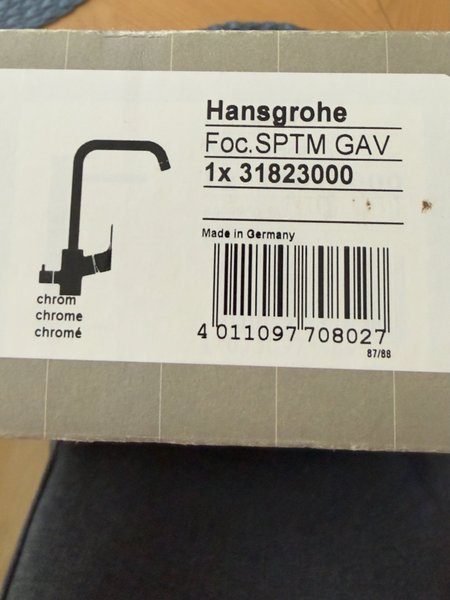 Hansgrohe
Foc.SPTM GAV
1x 31823000
Made in Germany
chrom
chrome
chromé
4 011097 708027
87/88